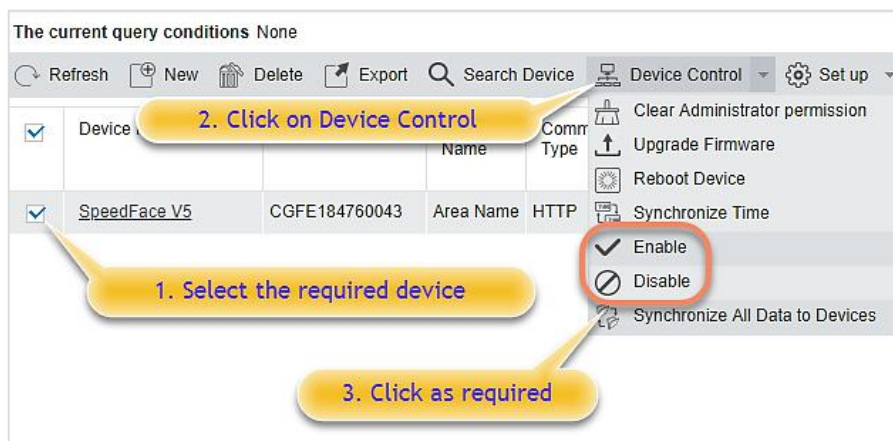 The current query conditions None
Refresh New Delete Export Search Device Device Control Set up
2. Click on Device Control
Clear Administrator permission
Device
Name
Comm
Type
Upgrade Firmware
Reboot Device
SpeedFace V5 CGFE184760043 Area Name HTTP
Synchronize Time
Enable
1. Select the required device
Disable
Synchronize All Data to Devices
3. Click as required